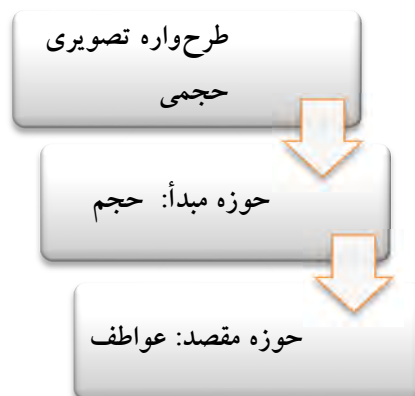 طرح‌واره تصویری
حجمی
حوزه مبدأ: حجم
حوزه مقصد: عواطف